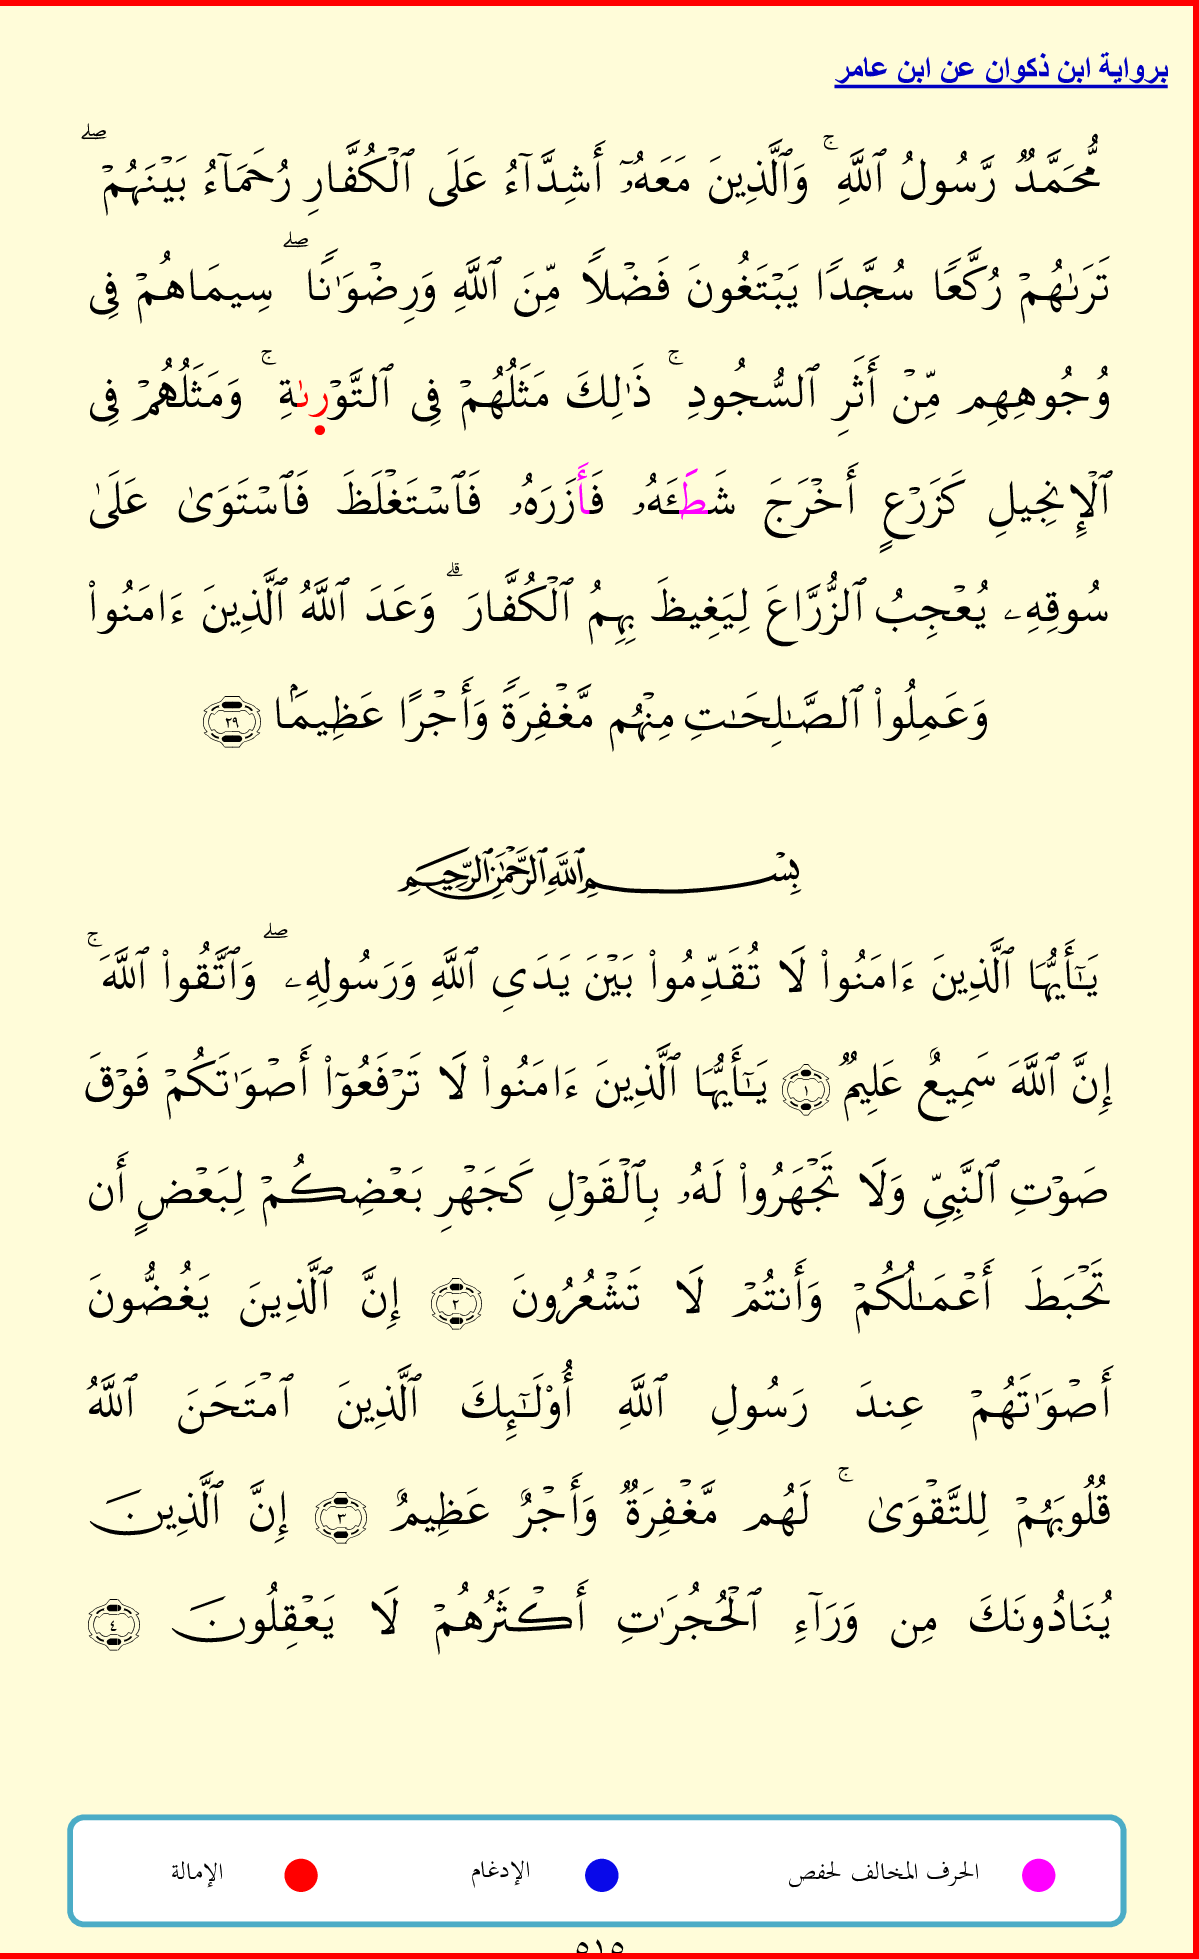 برواية ابن ذكوان عن ابن عامر
مُّحَمَّدٌ رَّسُولُ ٱللَّهِ ۚ وَٱلَّذِينَ مَعَهُۥٓ أَشِدَّآءُ عَلَى ٱلْكُفَّارِ رُحَمَآءُ بَيْنَهُمْ ۖ
تَرَىٰهُمْ رُكَّعًا سُجَّدًا يَبْتَغُونَ فَضْلًا مِّنَ ٱللَّهِ وَرِضْوَٰنًا ۖ سِيمَاهُمْ فِى
وُجُوهِهِم مِّنْ أَثَرِ ٱلسُّجُودِ ۚ ذَٰلِكَ مَثَلُهُمْ فِى ٱلتَّوْرىٰةِ ۚ وَمَثَلُهُمْ فِى
ٱلْإِنجِيلِ كَزَرْعٍ أَخْرَجَ شَطَـَٔهُۥ فَأَزَرَهُۥ فَٱسْتَغْلَظَ فَٱسْتَوَىٰ عَلَىٰ
سُوقِهِۦ يُعْجِبُ ٱلزُّرَّاعَ لِيَغِيظَ بِهِمُ ٱلْكُفَّارَ ۗ وَعَدَ ٱللَّهُ ٱلَّذِينَ ءَامَنُوا۟
وَعَمِلُوا۟ ٱلصَّـٰلِحَـٰتِ مِنْهُم مَّغْفِرَةً وَأَجْرًا عَظِيمًۢا ٢٩
بِسْمِ ٱللَّهِ ٱلرَّحْمَـٰنِ ٱلرَّحِيمِ
يَـٰٓأَيُّهَا ٱلَّذِينَ ءَامَنُوا۟ لَا تُقَدِّمُوا۟ بَيْنَ يَدَىِ ٱللَّهِ وَرَسُولِهِۦ ۖ وَٱتَّقُوا۟ ٱللَّهَ ۚ
إِنَّ ٱللَّهَ سَمِيعٌ عَلِيمٌ ١ يَـٰٓأَيُّهَا ٱلَّذِينَ ءَامَنُوا۟ لَا تَرْفَعُوٓا۟ أَصْوَٰتَكُمْ فَوْقَ
صَوْتِ ٱلنَّبِىِّ وَلَا تَجْهَرُوا۟ لَهُۥ بِٱلْقَوْلِ كَجَهْرِ بَعْضِكُمْ لِبَعْضٍ أَن
تَحْبَطَ أَعْمَـٰلُكُمْ وَأَنتُمْ لَا تَشْعُرُونَ ٢ إِنَّ ٱلَّذِينَ يَغُضُّونَ
أَصْوَٰتَهُمْ عِندَ رَسُولِ ٱللَّهِ أُو۟لَـٰٓئِكَ ٱلَّذِينَ ٱمْتَحَنَ ٱللَّهُ
قُلُوبَهُمْ لِلتَّقْوَىٰ ۚ لَهُم مَّغْفِرَةٌ وَأَجْرٌ عَظِيمٌ ٣ إِنَّ ٱلَّذِينَ
يُنَادُونَكَ مِن وَرَآءِ ٱلْحُجُرَٰتِ أَكْثَرُهُمْ لَا يَعْقِلُونَ ٤
الحرف المخالف لحفص الإدغام الإمالة
٥١٥